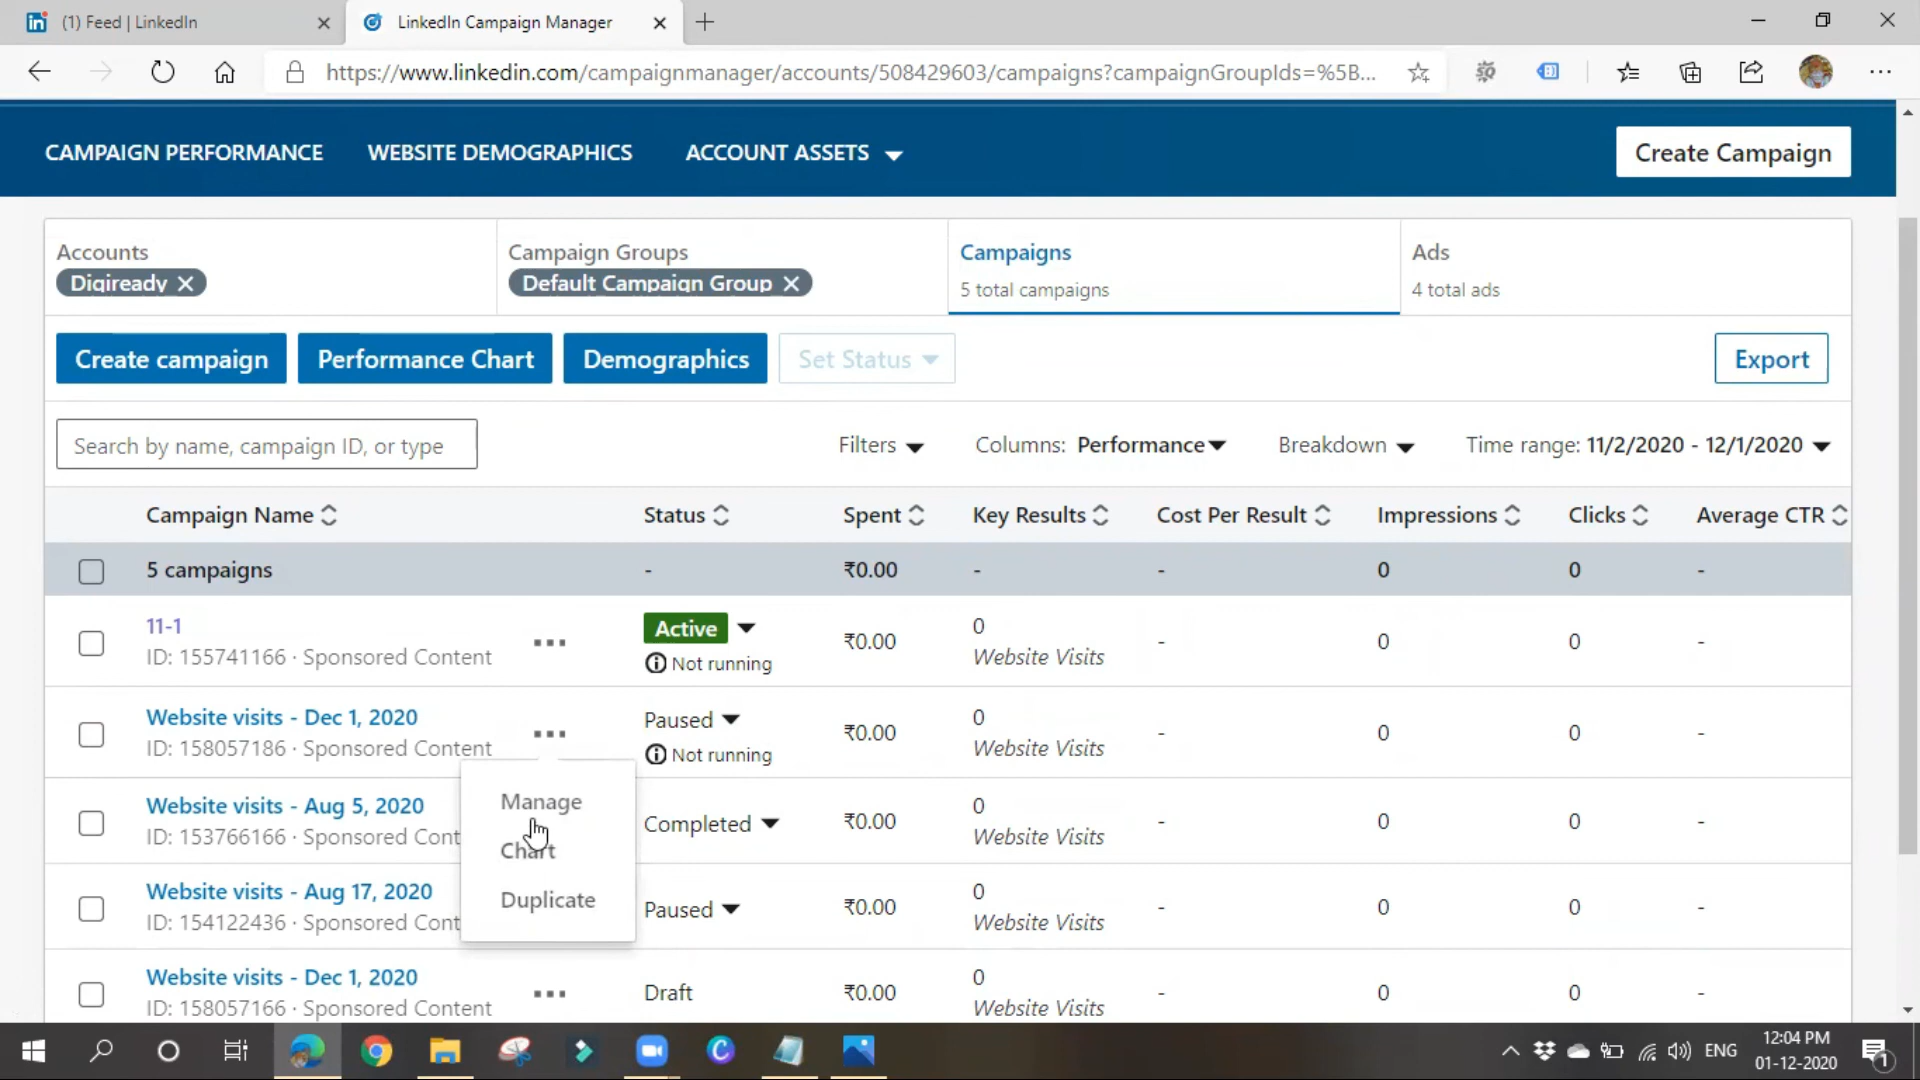 (1) Feed | LinkedIn
LinkedIn Campaign Manager
https://www.linkedin.com/campaignmanager/accounts/508429603/campaigns?campaignGroupIds=%5B...
CAMPAIGN PERFORMANCE
WEBSITE DEMOGRAPHICS
ACCOUNT ASSETS
Create Campaign
Accounts
Digiready
Campaign Groups
Default Campaign Group
Campaigns
5 total campaigns
Ads
4 total ads
Create campaign
Performance Chart
Demographics
Set Status
Export
Search by name, campaign ID, or type
Filters
Columns: Performance
Breakdown
Time range: 11/2/2020 - 12/1/2020
Campaign Name Status Spent Key Results Cost Per Result Impressions Clicks Average CTR
5 campaigns - ₹0.00 - - 0 0 -
11-1
ID: 155741166 · Sponsored Content
Active
Not running
₹0.00
0
Website Visits
- 0 0 -
Website visits - Dec 1, 2020
ID: 158057186 · Sponsored Content
Paused
Not running
₹0.00
0
Website Visits
- 0 0 -
Manage
Chart
Duplicate
Website visits - Aug 5, 2020
ID: 153766166 · Sponsored Cont
Completed
₹0.00
0
Website Visits
- 0 0 -
Website visits - Aug 17, 2020
ID: 154122436 · Sponsored Cont
Paused
₹0.00
0
Website Visits
- 0 0 -
Website visits - Dec 1, 2020
ID: 158057166 · Sponsored Content
Draft
₹0.00
0
Website Visits
- 0 0 -
ENG
12:04 PM
01-12-2020
1